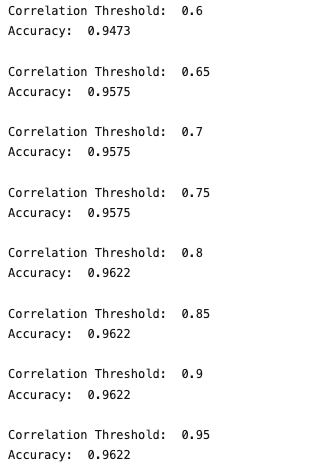 Correlation Threshold:  0.6
Accuracy:  0.9473
Correlation Threshold:  0.65
Accuracy:  0.9575
Correlation Threshold:  0.7
Accuracy:  0.9575
Correlation Threshold:  0.75
Accuracy:  0.9575
Correlation Threshold:  0.8
Accuracy:  0.9622
Correlation Threshold:  0.85
Accuracy:  0.9622
Correlation Threshold:  0.9
Accuracy:  0.9622
Correlation Threshold:  0.95
Accuracy:  0.9622